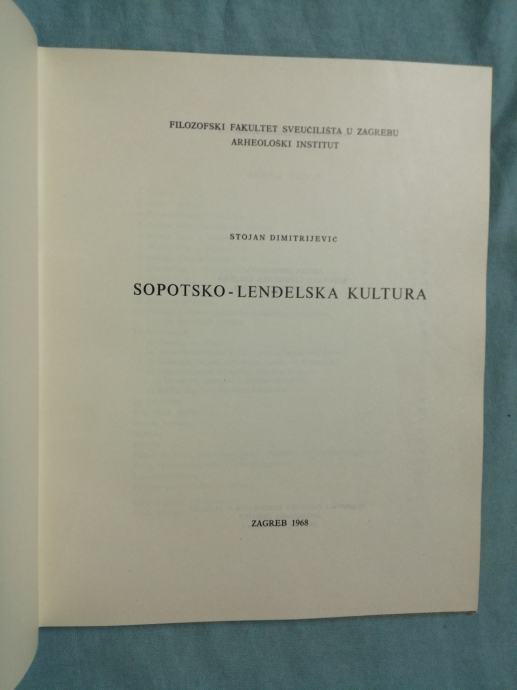 FILOZOFSKI FAKULTET SVEUČILIŠTA U ZAGREBU
ARHEOLOŠKI INSTITUT
STOJAN DIMITRIJEVIĆ
SOPOTSKO-LENĐELSKA KULTURA
ZAGREB 1968